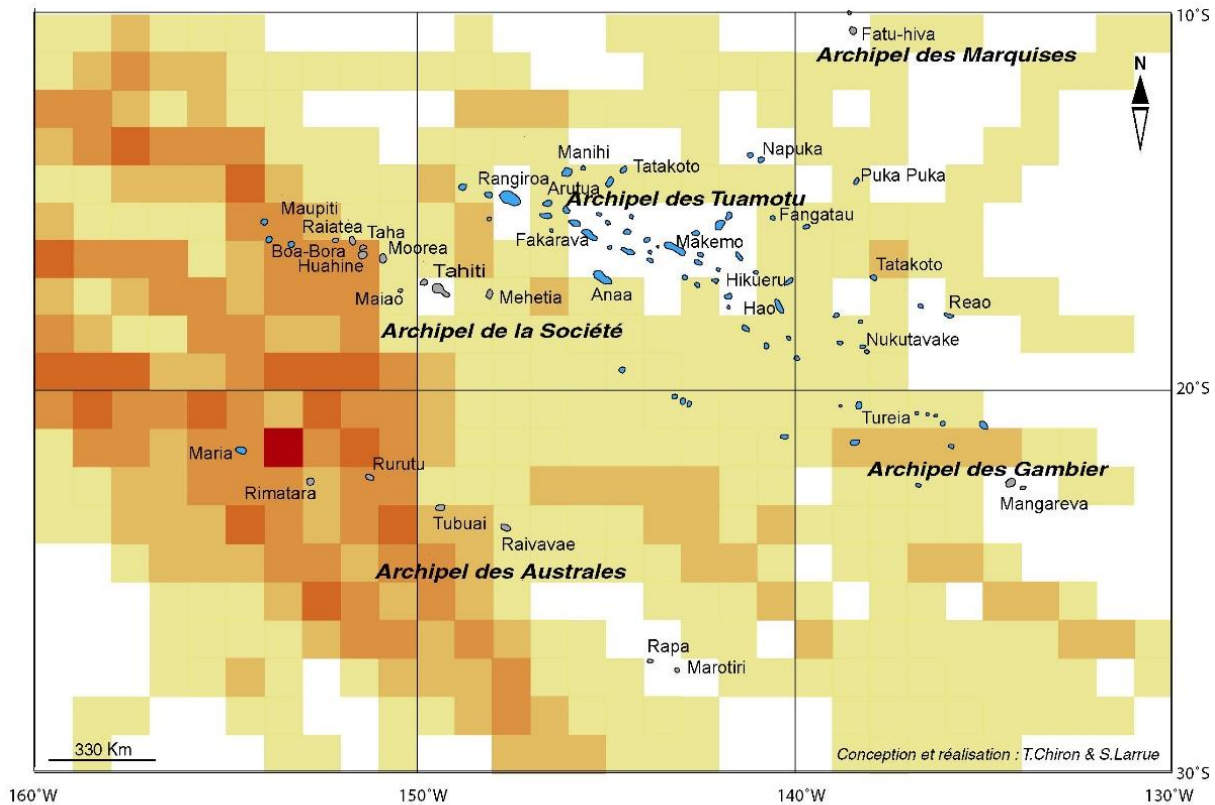 10°S
Fatu-hiva
Archipel des Marquises
N
Napuka
Manihi
Tatakoto
Puka Puka
Rangiroa
Arutua
Archipel des Tuamotu
Maupiti
Raiatea
Taha
Fangatau
Boa-Bora
Moorea
Fakarava
Makemo
Huahine
Tahiti
Tatakoto
Hikueru
Maiao
Mehetia
Anaa
Reao
Hao
Archipel de la Société
Nukutavake
20°S
Tureia
Maria
Rurutu
Archipel des Gambier
Rimatara
Mangareva
Tubuai
Raivavae
Archipel des Australes
Rapa
Marotiri
330 Km
Conception et réalisation : T.Chiron & S.Larrue
30°S
160°W
150°W
140°W
130°W